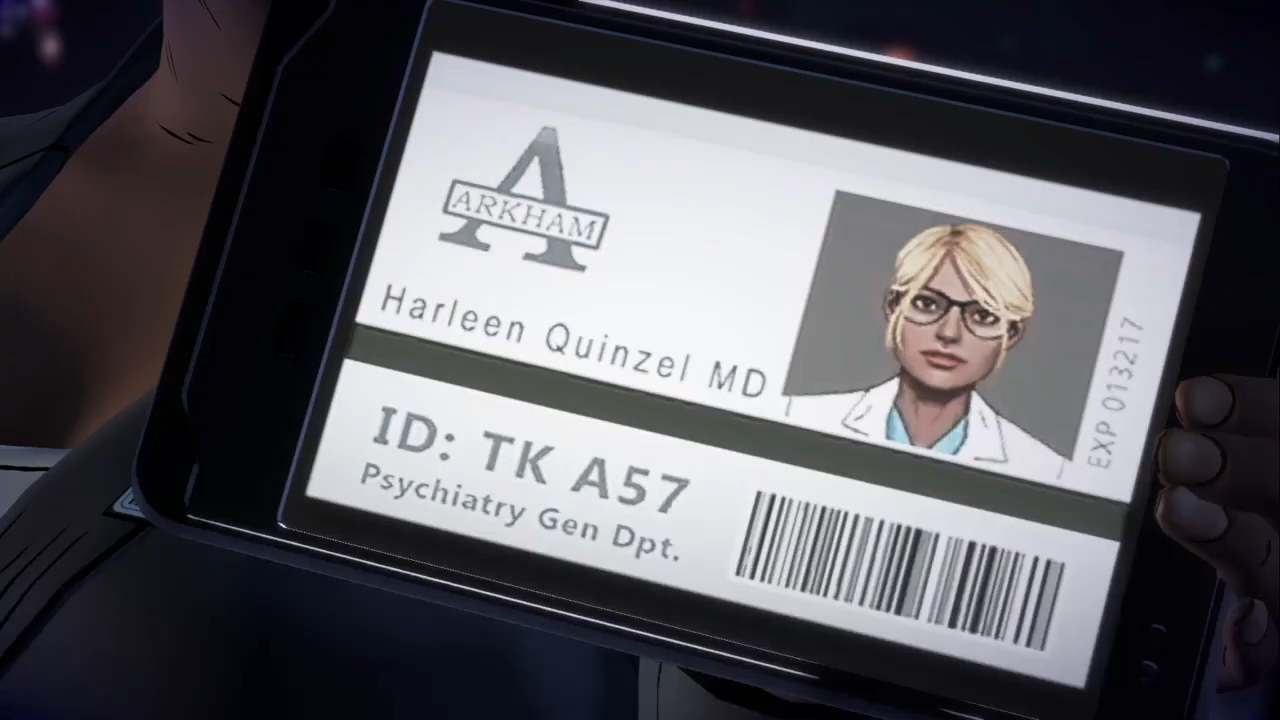 ARKHAM
Harleen Quinzel MD
EXP 013217
ID: TK A57
Psychiatry Gen Dpt.